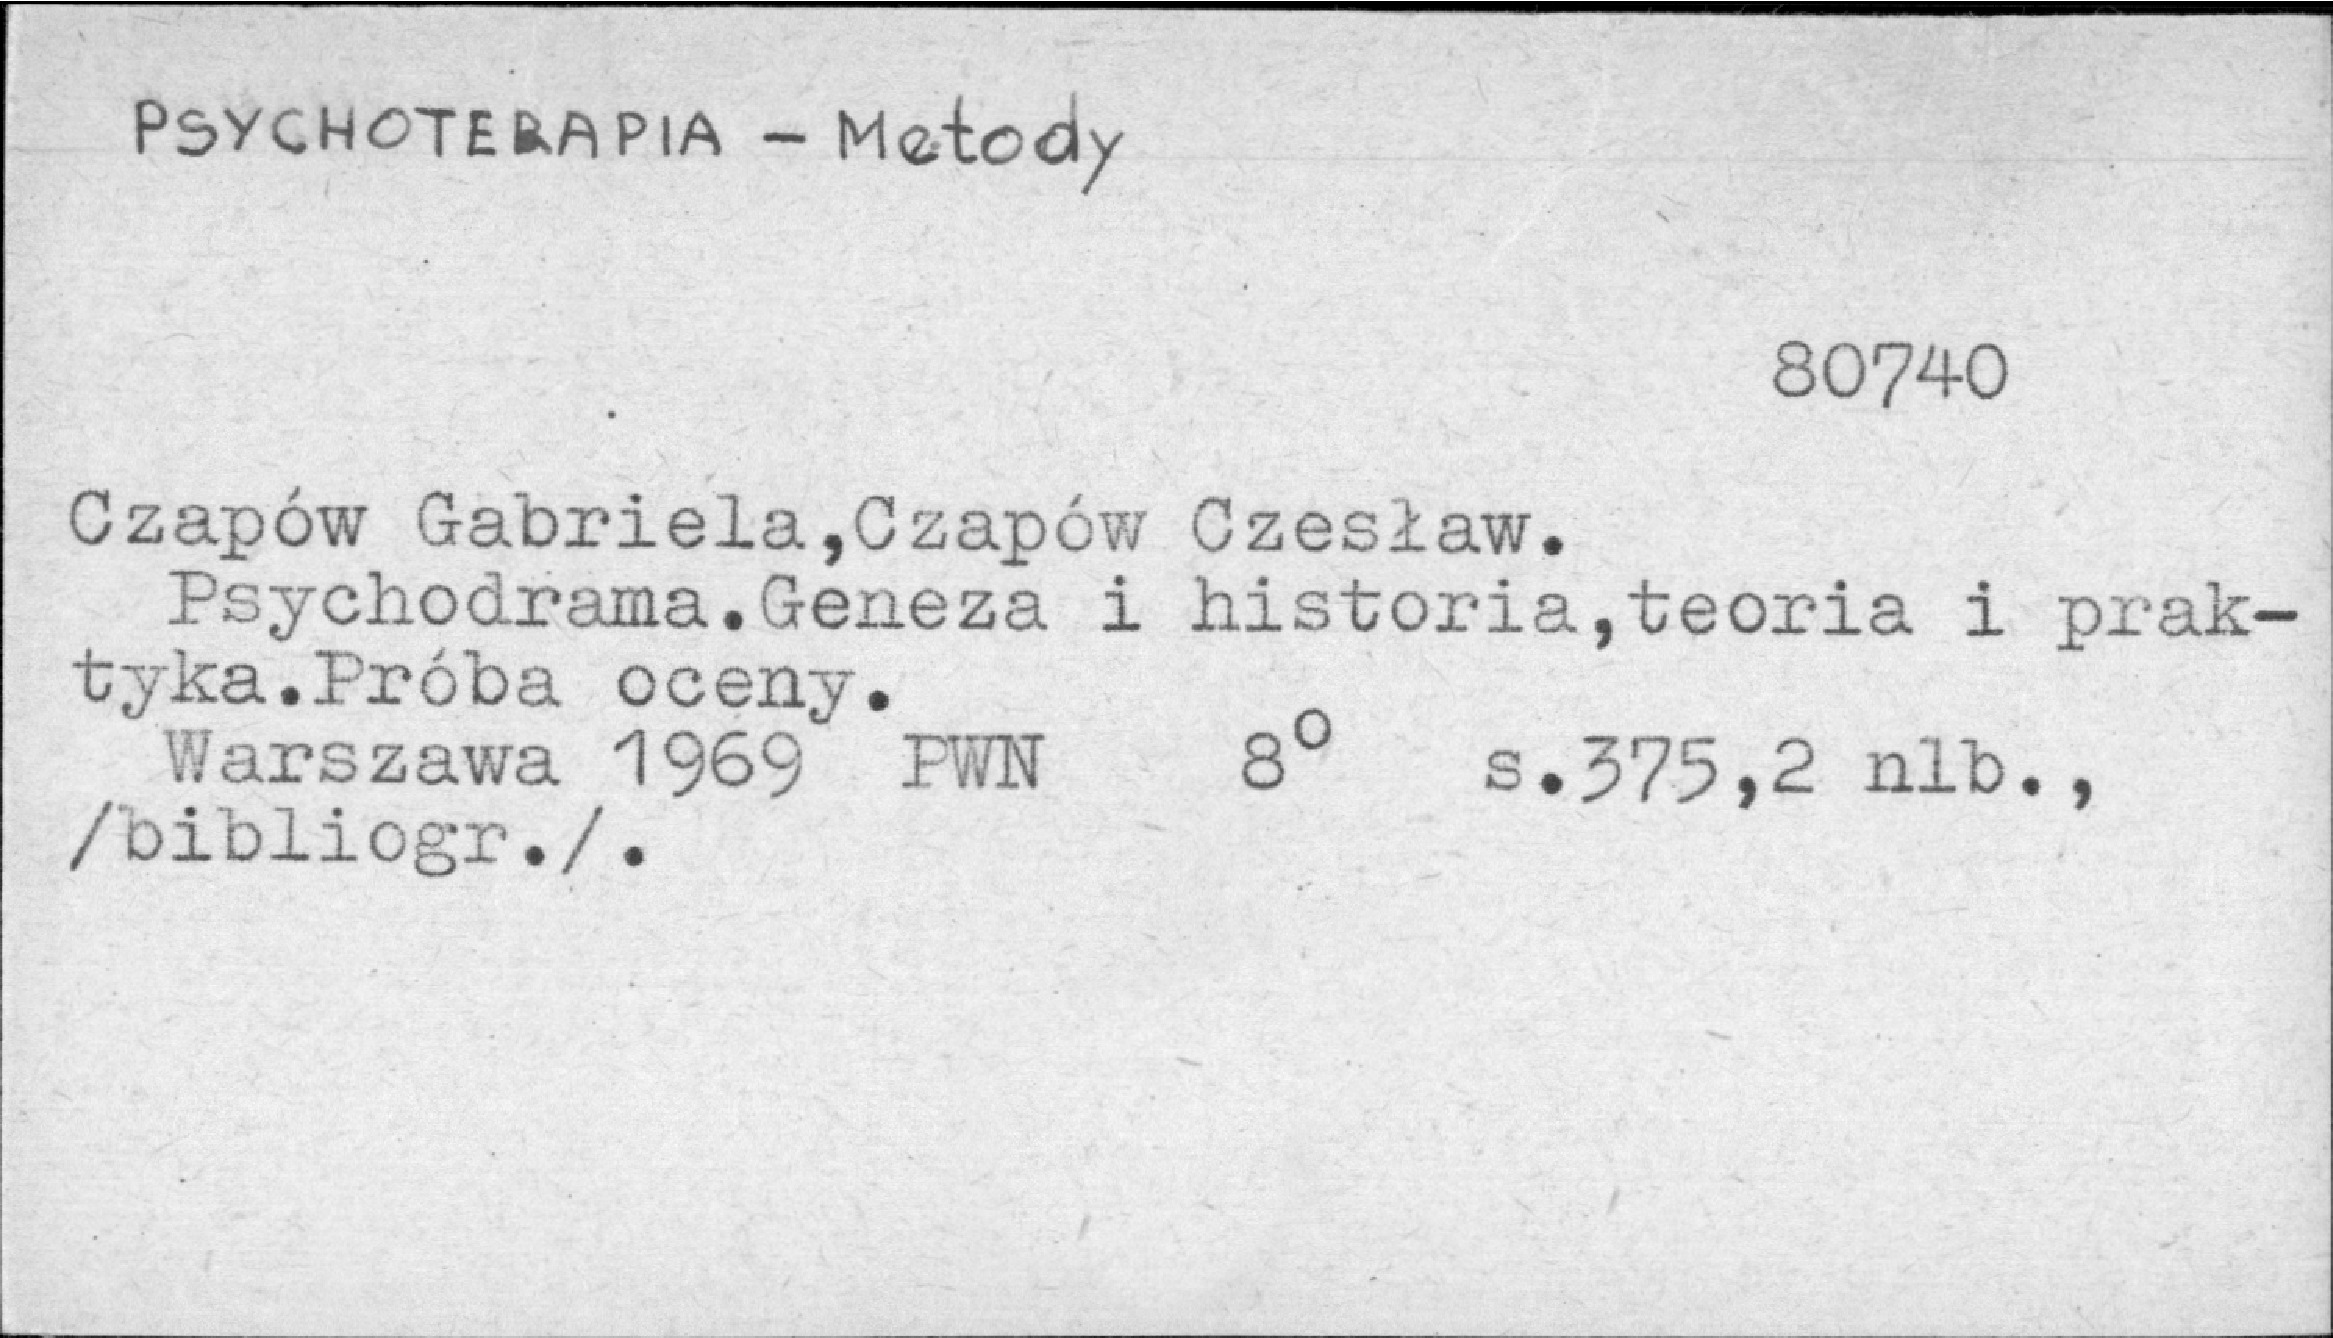 PSYCHOTERAPIA - Metody
80740
Czapów Gabriela,Czapów Czesław.
Psychodrama.Geneza i historia,teoria i prak-
tyka.Próba oceny.
Warszawa 1969 PWN 8° s.375,2 nlb.,
/bibliogr./.